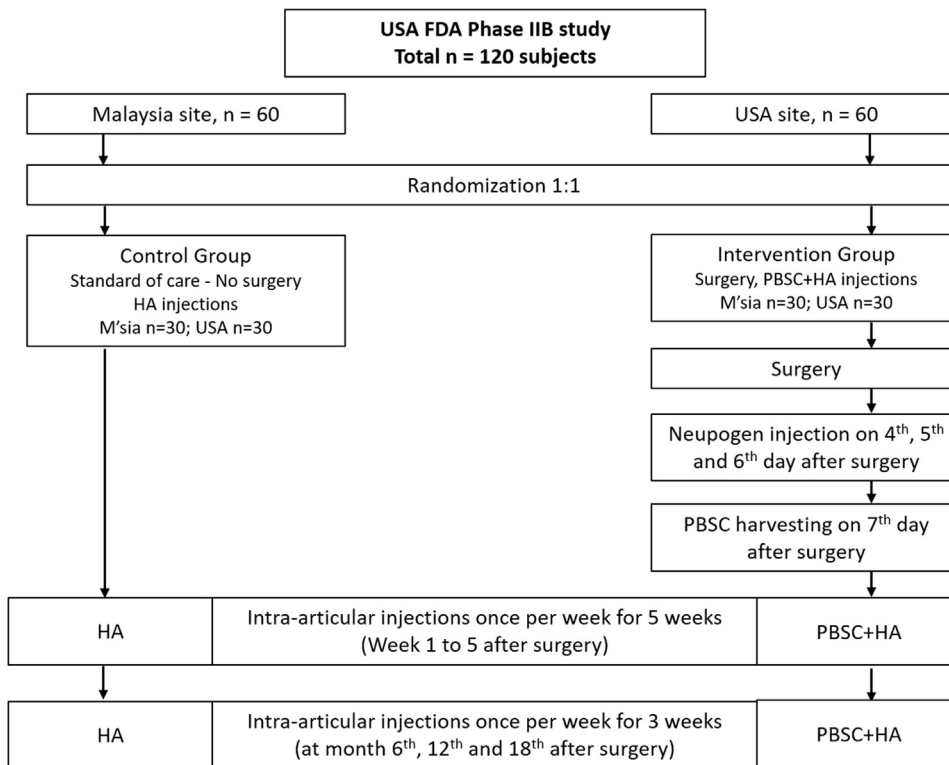 USA FDA Phase IIB study
Total n = 120 subjects
Malaysia site, n = 60
USA site, n = 60
Randomization 1:1
Control Group
Standard of care - No surgery
HA injections
M'sia n=30; USA n=30
Intervention Group
Surgery, PBSC+HA injections
M'sia n=30; USA n=30
Surgery
Neupogen injection on 4th, 5th
and 6th day after surgery
PBSC harvesting on 7th day
after surgery
HA
Intra-articular injections once per week for 5 weeks
(Week 1 to 5 after surgery)
PBSC+HA
HA
Intra-articular injections once per week for 3 weeks
(at month 6th, 12th and 18th after surgery)
PBSC+HA